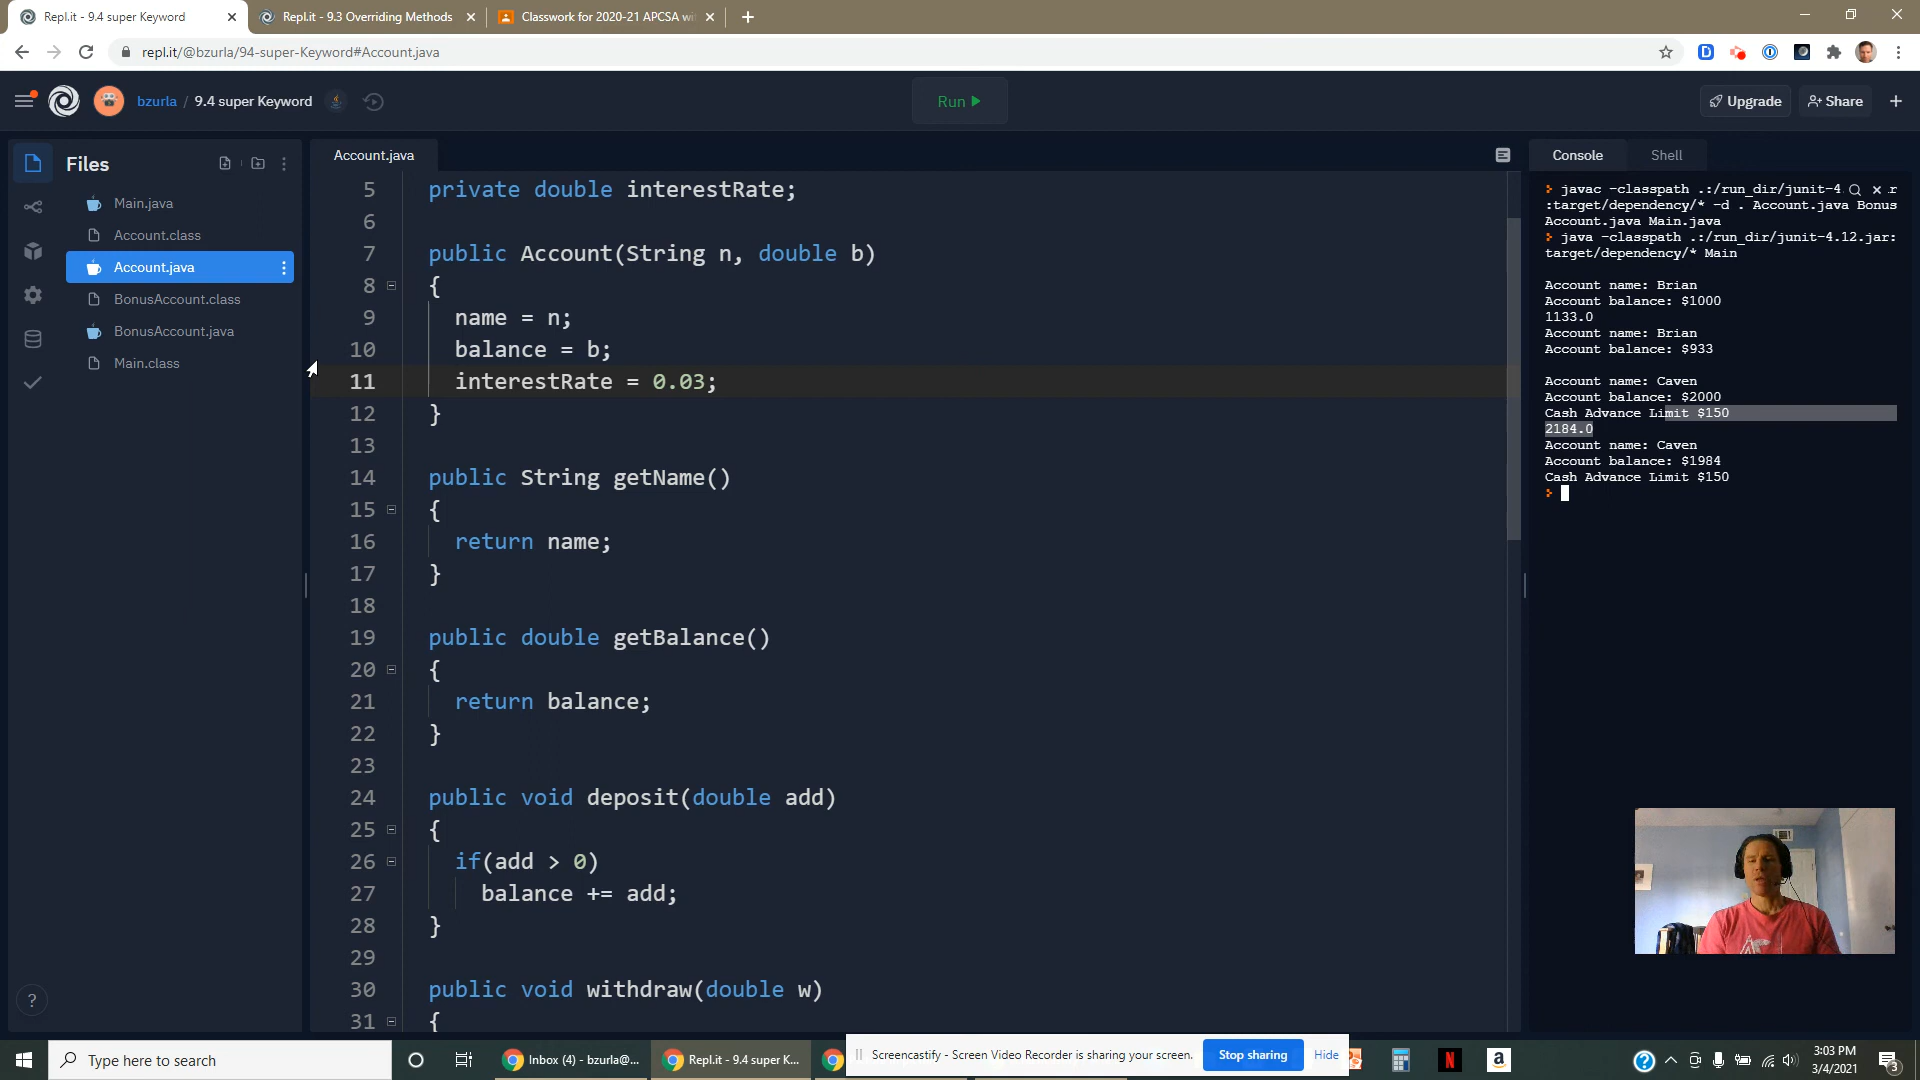 Repl.it - 9.4 super Keyword
Repl.it - 9.3 Overriding Methods
Classwork for 2020-21 APCSA wi
repl.it/@bzurla/94-super-Keyword#Account.java
bzurla / 9.4 super Keyword
Run
Upgrade
Share
Files
Main.java
Account.class
Account.java
BonusAccount.class
BonusAccount.java
Main.class
Account.java
5 private double interestRate;
6
7 public Account(String n, double b)
8 {
9 name = n;
10 balance = b;
11 interestRate = 0.03;
12 }
13
14 public String getName()
15 {
16 return name;
17 }
18
19 public double getBalance()
20 {
21 return balance;
22 }
23
24 public void deposit(double add)
25 {
26 if(add > 0)
27 balance += add;
28 }
29
30 public void withdraw(double w)
31 {
Console
Shell
javac -classpath .:/run_dir/junit-4. r
:target/dependency/* -d . Account.java Bonus
Account.java Main.java
java -classpath .:/run_dir/junit-4.12.jar:
target/dependency/* Main
Account name: Brian
Account balance: $1000
1133.0
Account name: Brian
Account balance: $933
Account name: Caven
Account balance: $2000
Cash Advance Limit $150
2184.0
Account name: Caven
Account balance: $1984
Cash Advance Limit $150
?
Type here to search
Inbox (4) - bzurla@...
Repl.it - 9.4 super K...
Screencastify - Screen Video Recorder is sharing your screen.
Stop sharing
Hide
3:03 PM
3/4/2021
3